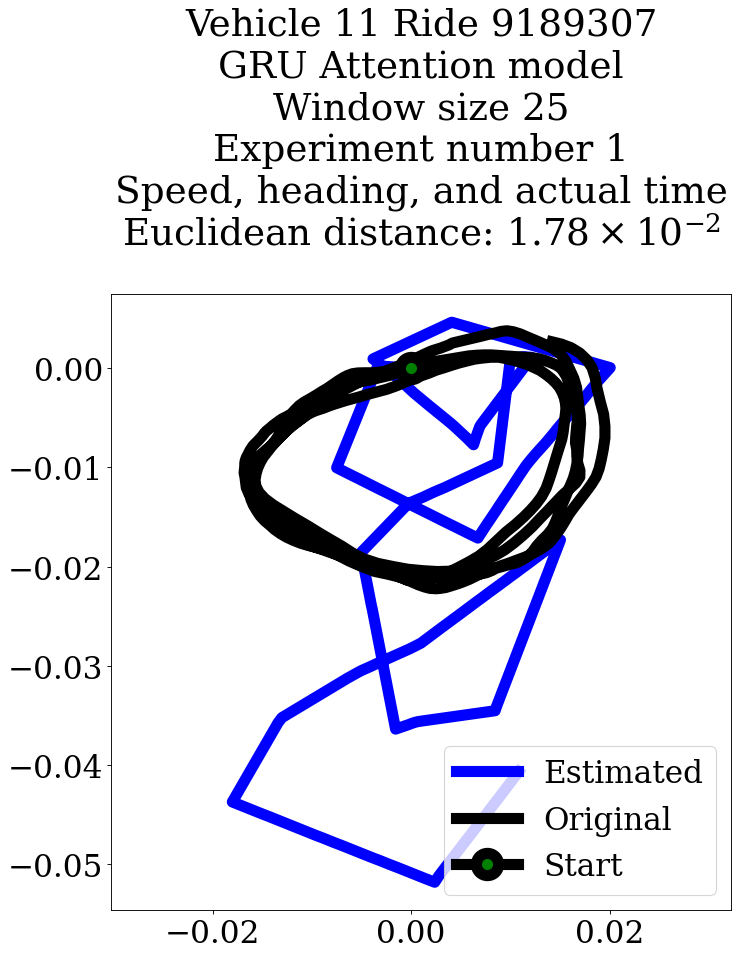 Vehicle 11 Ride 9189307
GRU Attention model
Window size 25
Experiment number 1
Speed, heading, and actual time
Euclidean distance: 1.78 × 10⁻²
0.00
−0.01
−0.02
−0.03
−0.04
−0.05
Estimated
Original
Start
−0.02 0.00 0.02